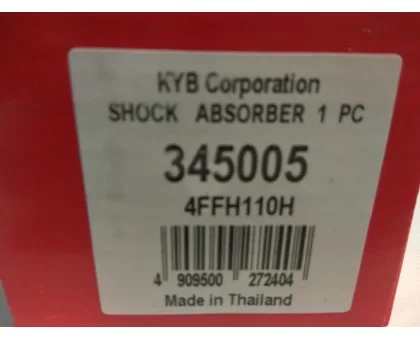 KYB Corporation
SHOCK ABSORBER 1 PC
345005
4FFH110H
4 909500 272404
Made in Thailand